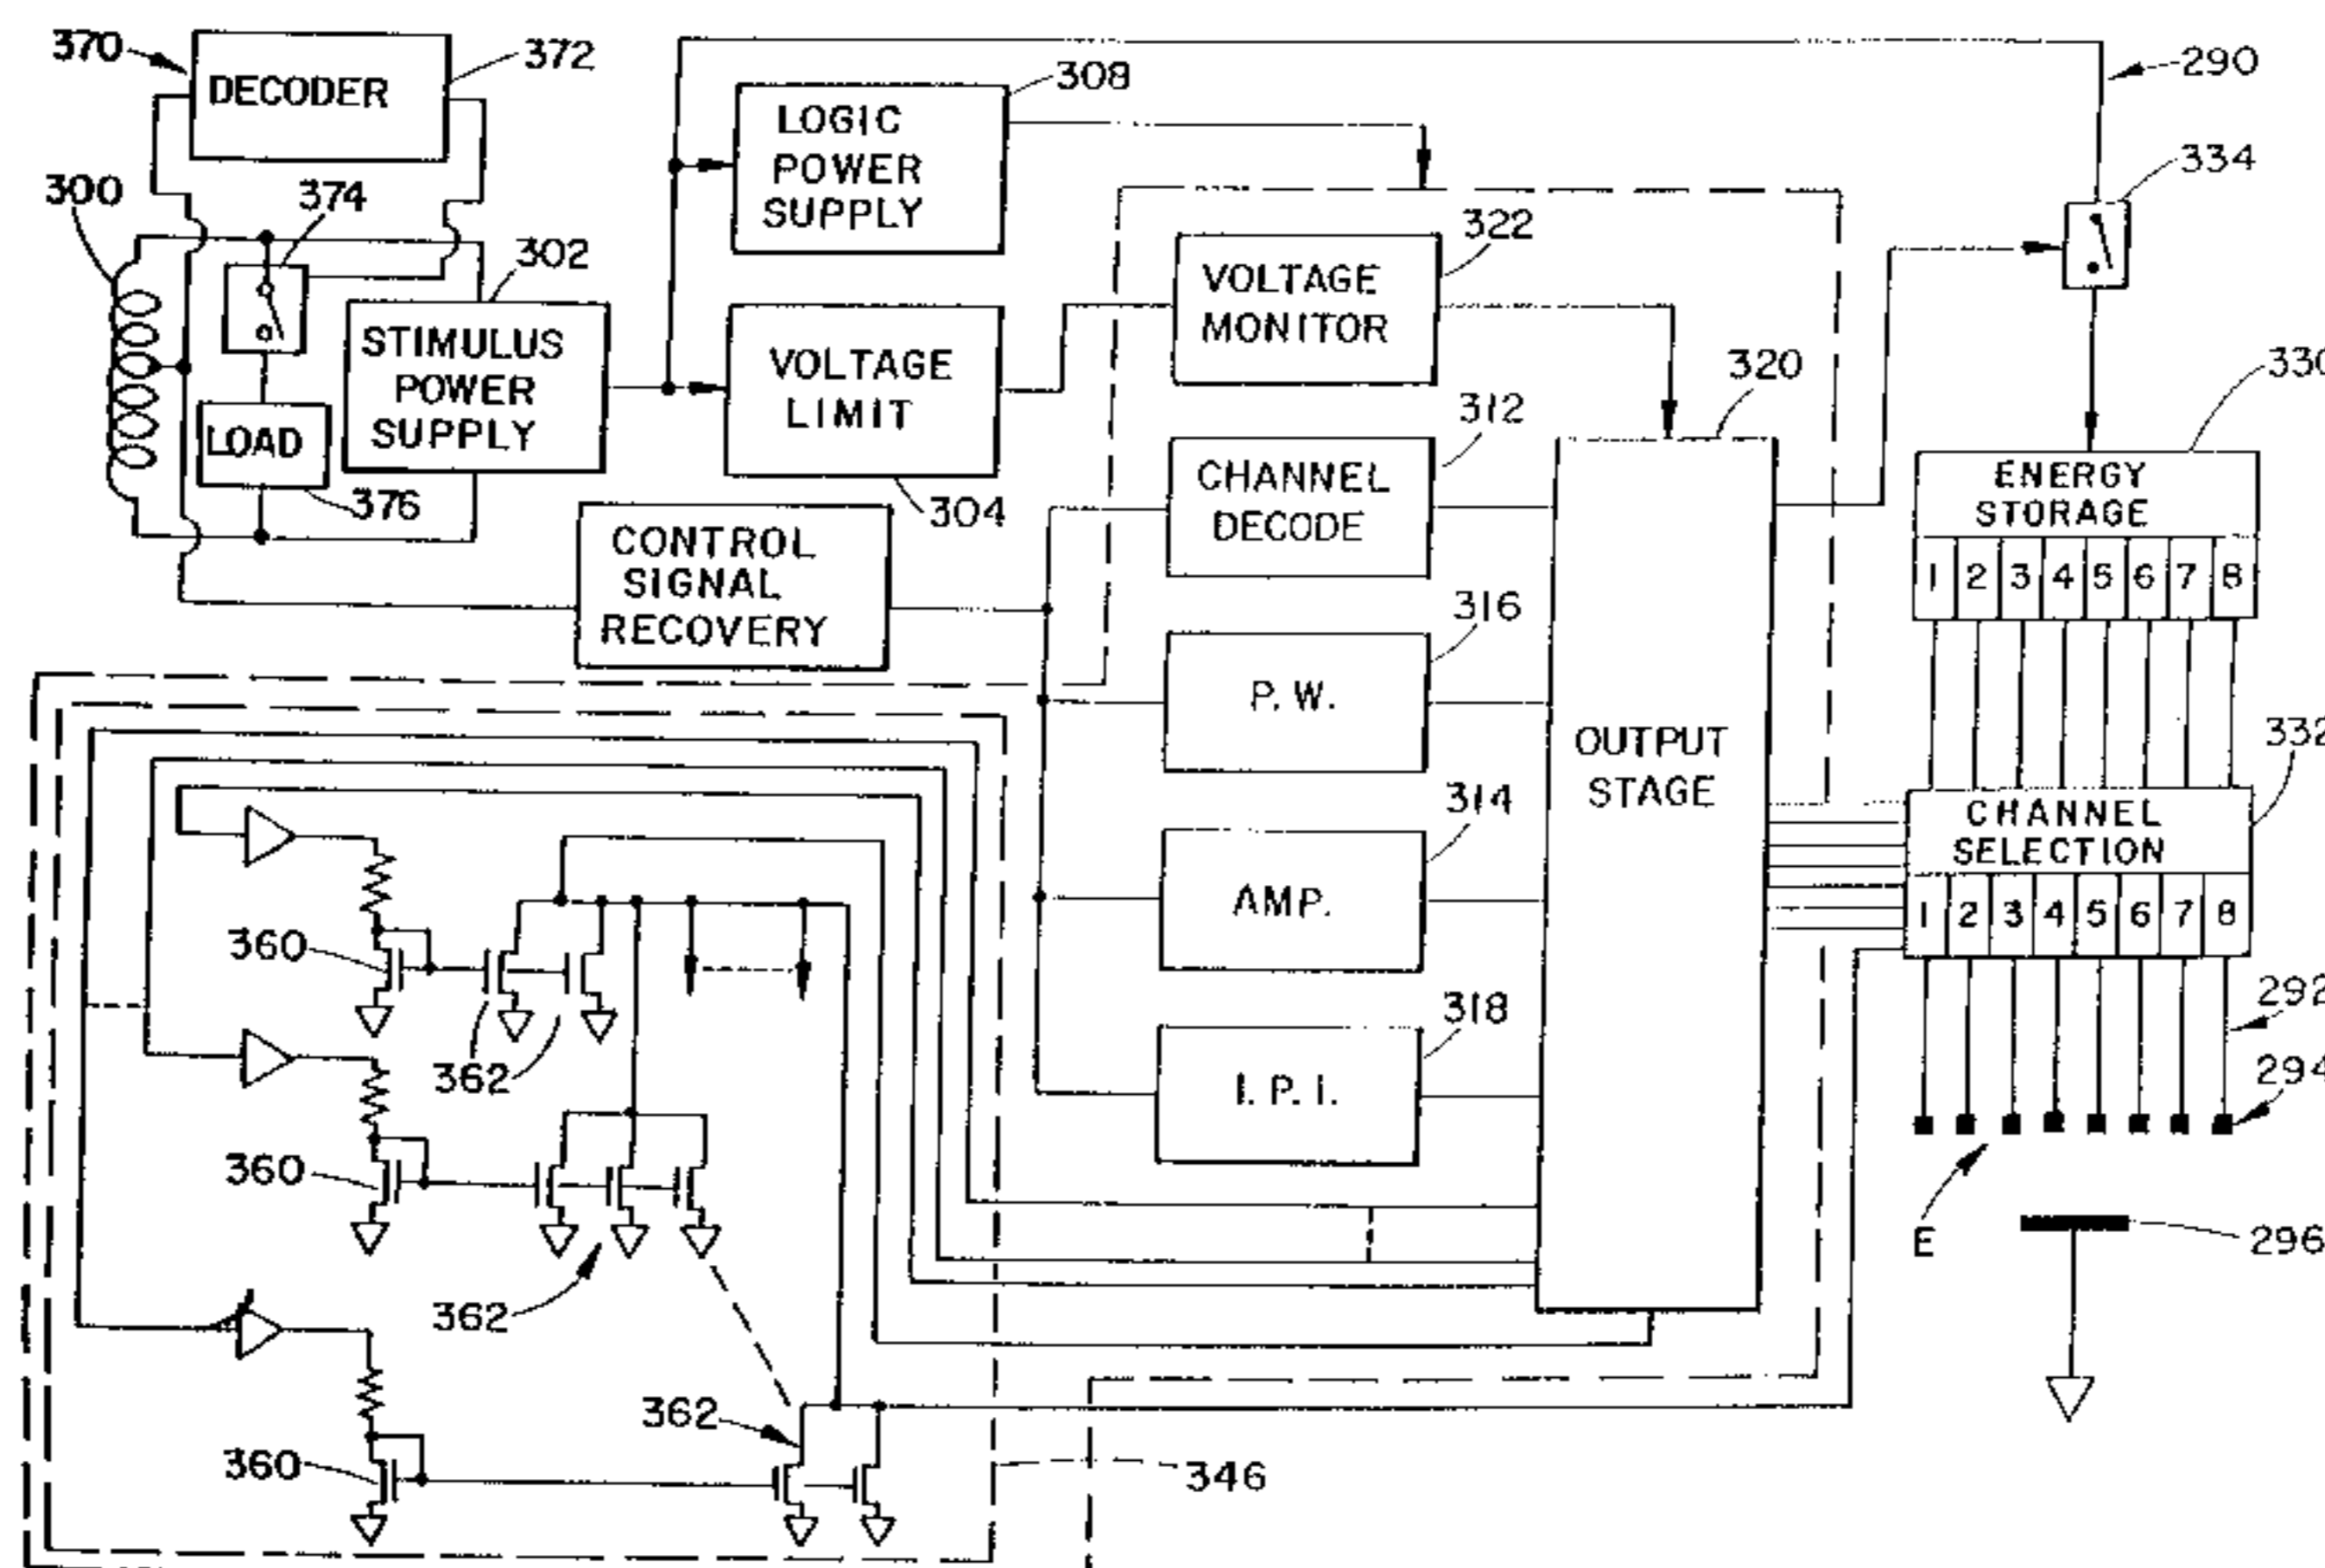 370
DECODER
372
308
LOGIC
POWER
SUPPLY
290
334
300
374
302
322
VOLTAGE
MONITOR
STIMULUS
POWER
SUPPLY
VOLTAGE
LIMIT
320
330
312
LOAD
376
304
CHANNEL
DECODE
ENERGY
STORAGE
1 2 3 4 5 6 7 8
CONTROL
SIGNAL
RECOVERY
316
P. W.
OUTPUT
STAGE
332
314
CHANNEL
SELECTION
1 2 3 4 5 6 7 8
AMP.
360
362
318
292
294
I. P. I.
360
E
296
362
362
360
346